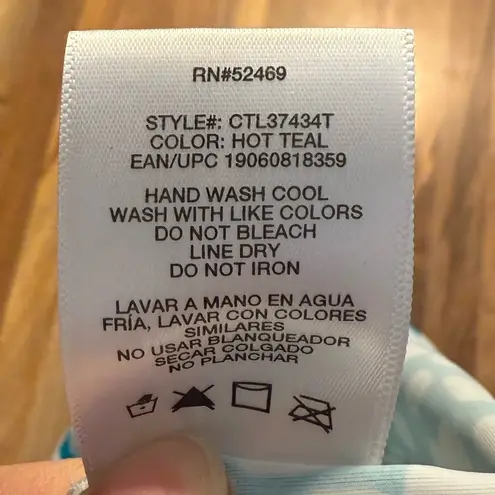 RN#52469
STYLE#: CTL37434T
COLOR: HOT TEAL
EAN/UPC 19060818359
HAND WASH COOL
WASH WITH LIKE COLORS
DO NOT BLEACH
LINE DRY
DO NOT IRON
LAVAR A MANO EN AGUA
FRÍA, LAVAR CON COLORES
SIMILARES
NO USAR BLANQUEADOR
SECAR COLGADO
NO PLANCHAR